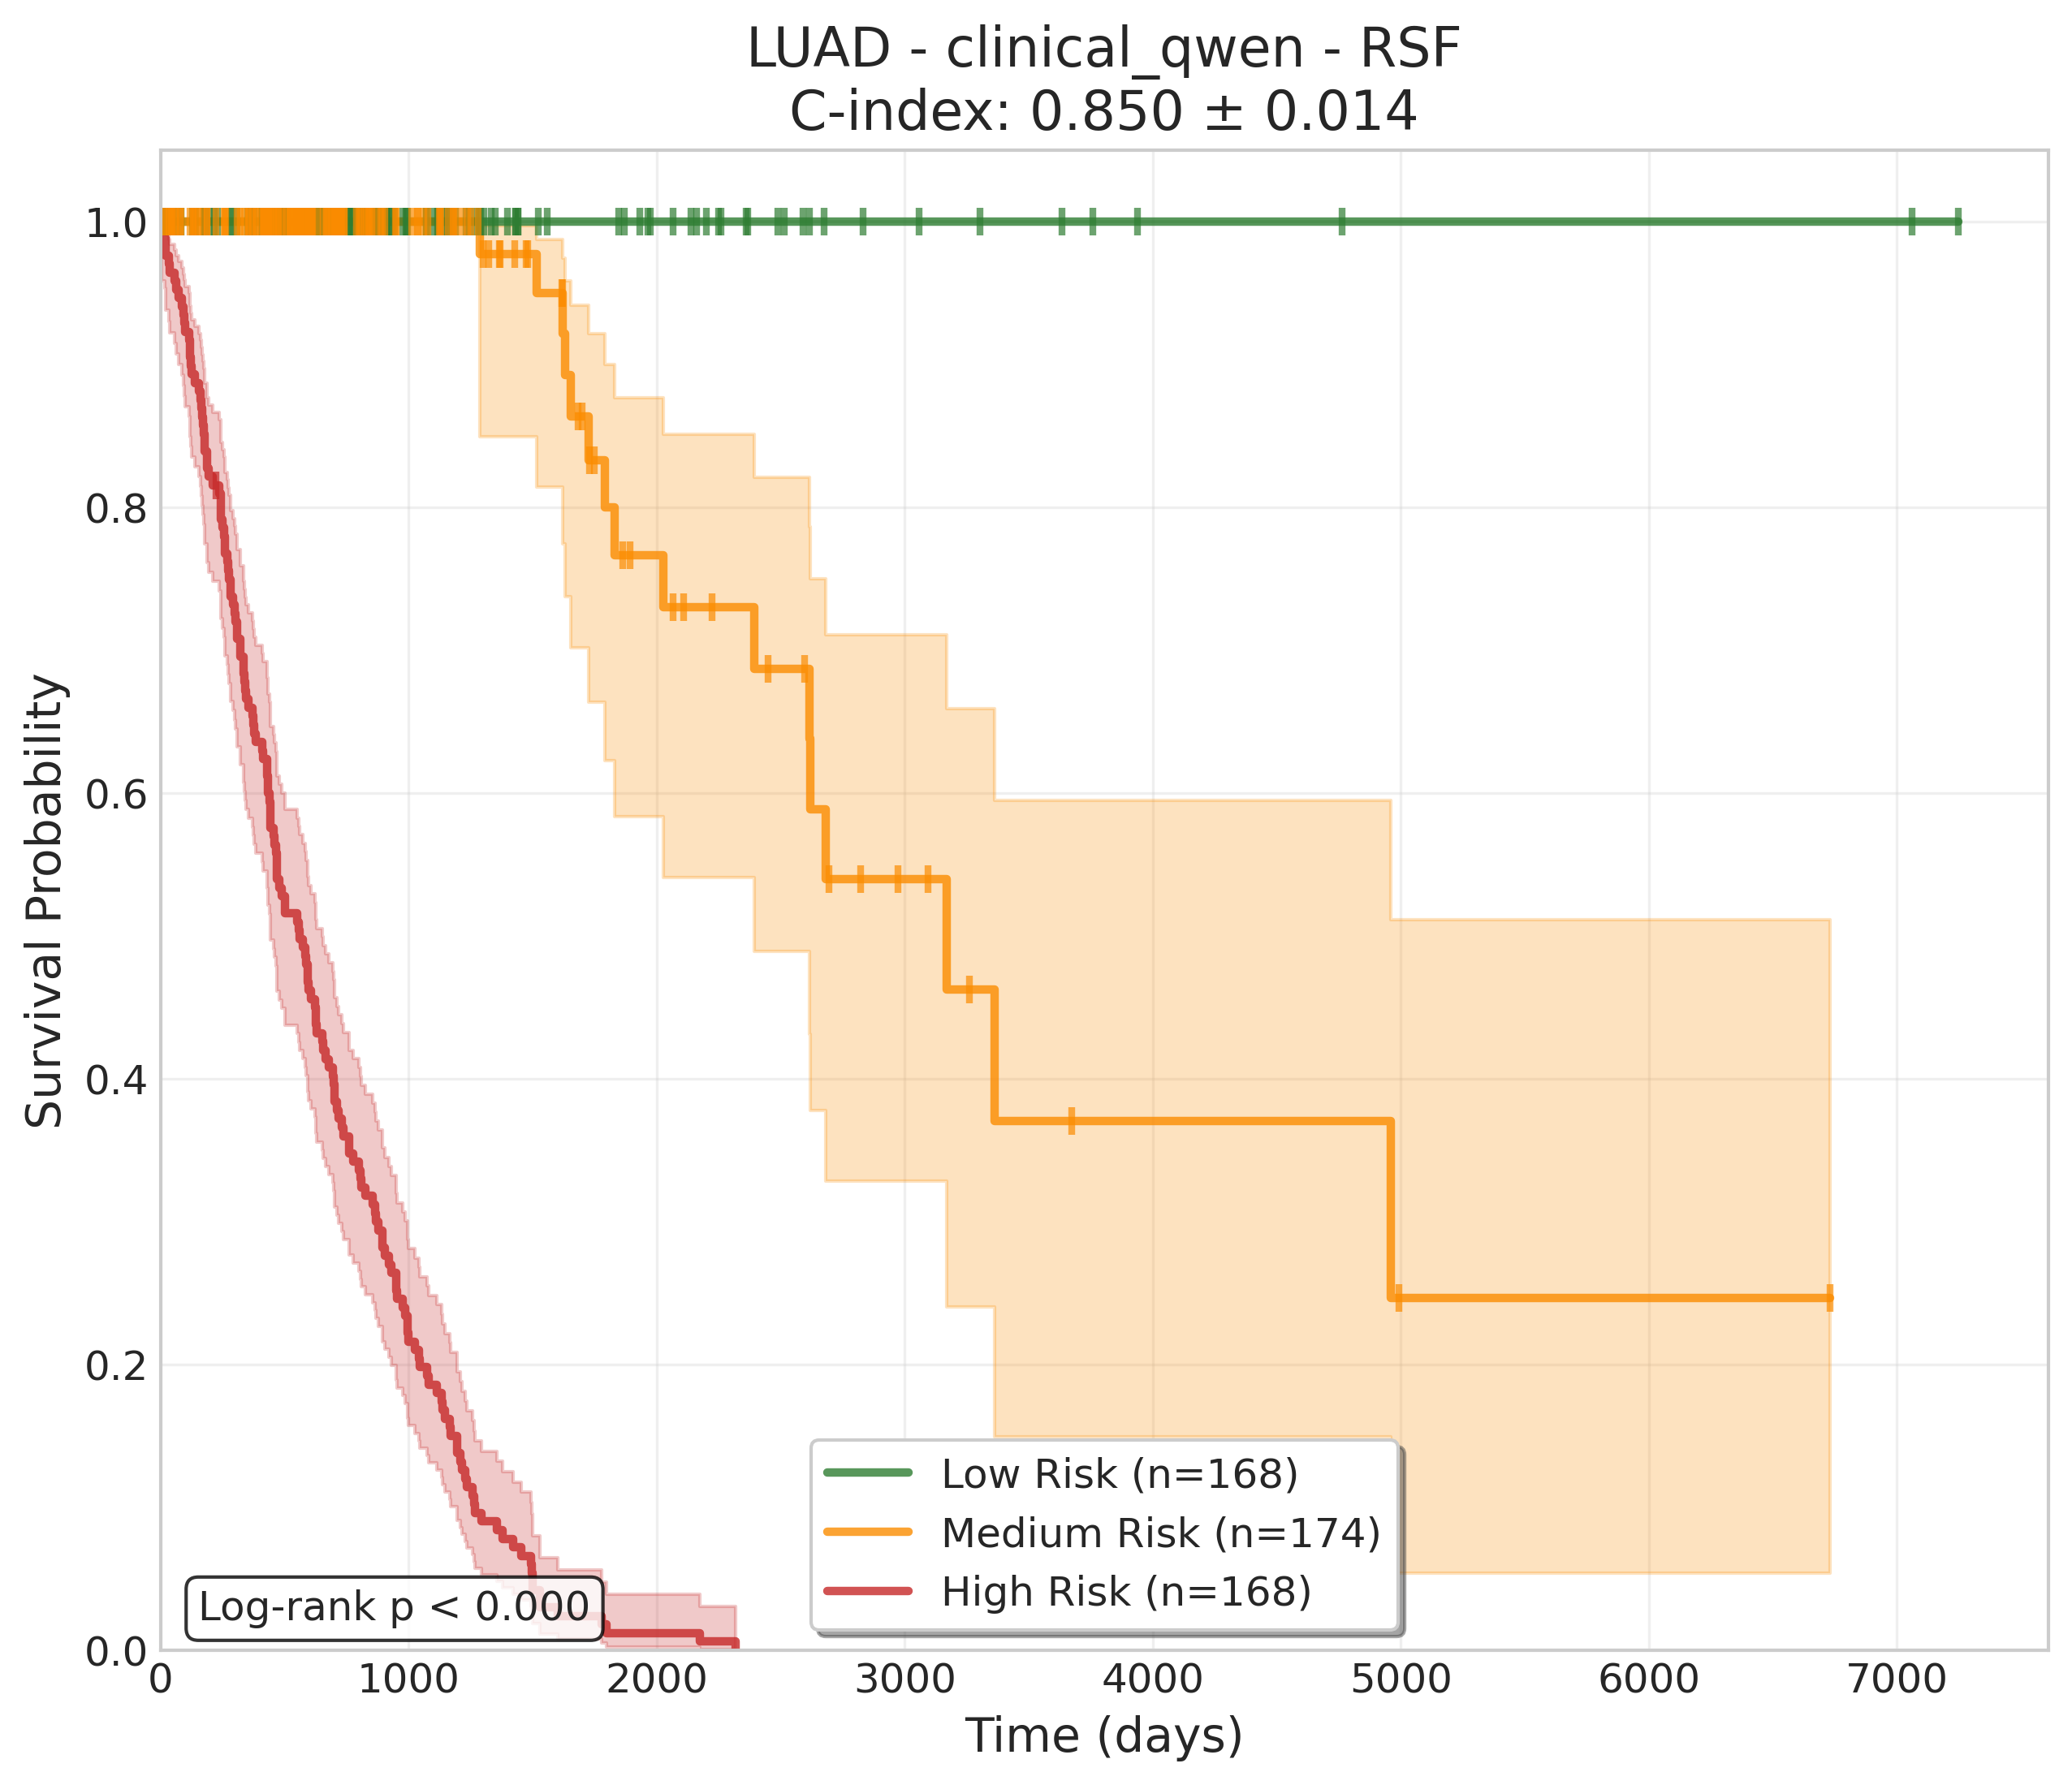 LUAD - clinical_qwen - RSF
C-index: 0.850 ± 0.014
Survival Probability
1.0
0.8
0.6
0.4
0.2
0.0
Low Risk (n=168)
Medium Risk (n=174)
High Risk (n=168)
Log-rank p < 0.000
0 1000 2000 3000 4000 5000 6000 7000
Time (days)